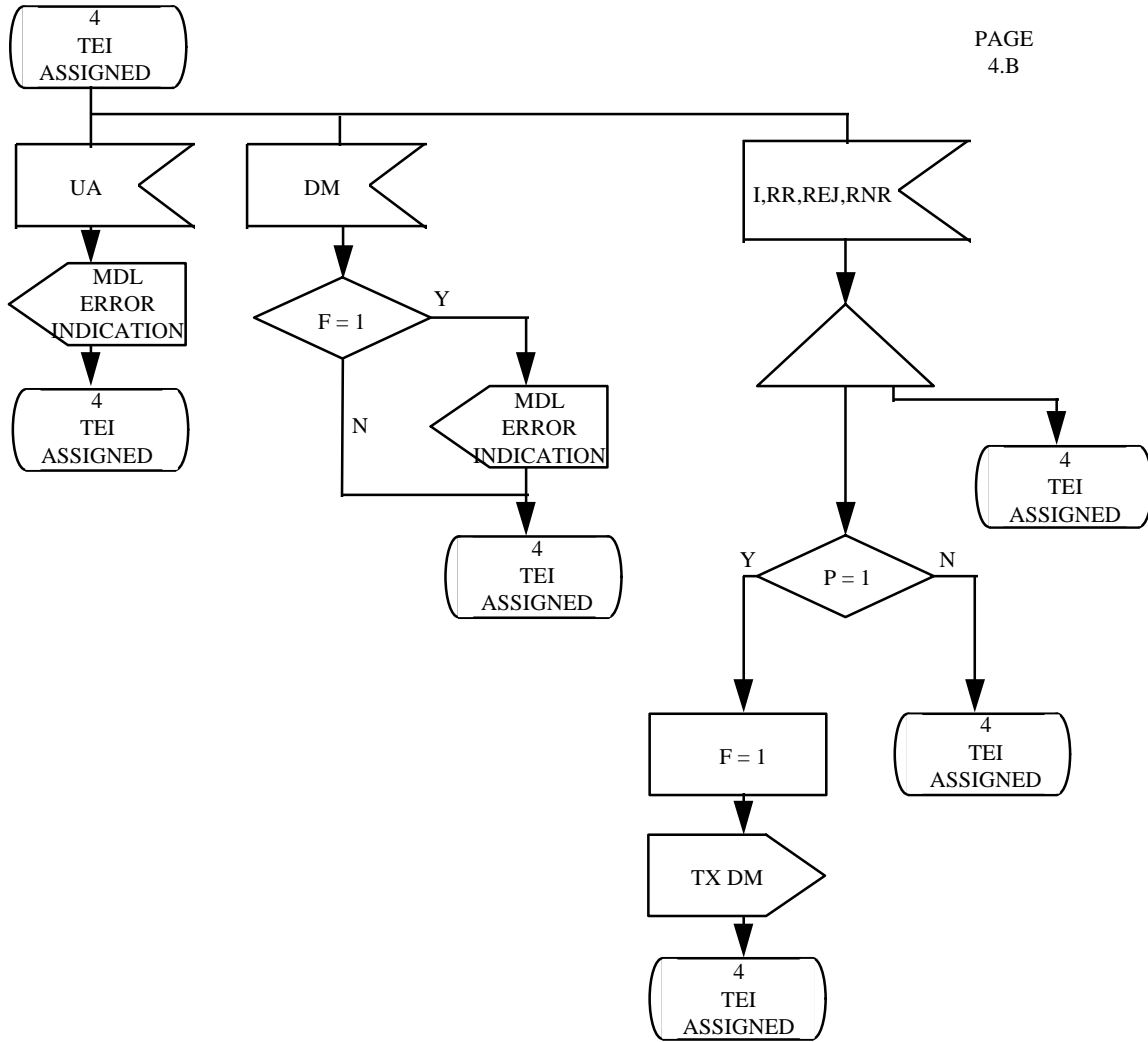 4
TEI
ASSIGNED
PAGE
4.B
UA
DM
I,RR,REJ,RNR
MDL
ERROR
INDICATION
F = 1
Y
N
MDL
ERROR
INDICATION
4
TEI
ASSIGNED
4
TEI
ASSIGNED
4
TEI
ASSIGNED
Y
P = 1
N
F = 1
4
TEI
ASSIGNED
TX DM
4
TEI
ASSIGNED